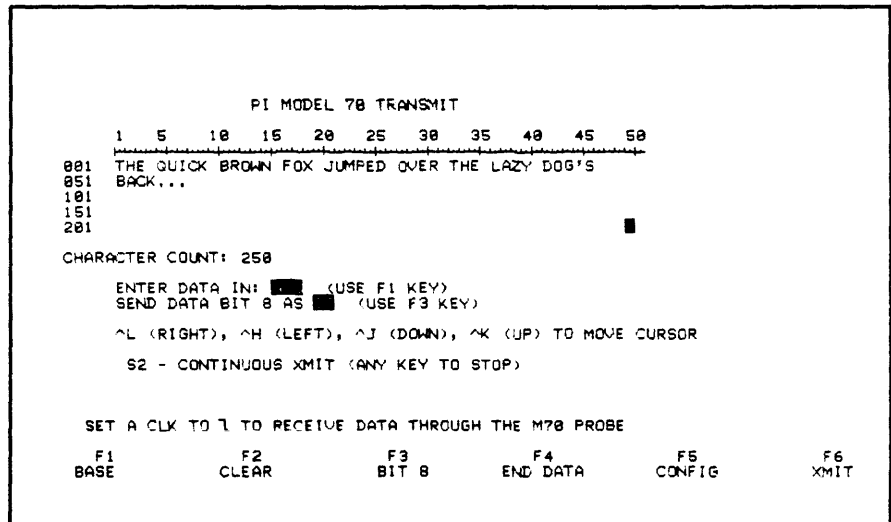 PI MODEL 70 TRANSMIT
1 5 10 15 20 25 30 35 40 45 50
001 THE QUICK BROWN FOX JUMPED OVER THE LAZY DOG'S
051 BACK...
101
151
201
CHARACTER COUNT: 250
ENTER DATA IN: (USE F1 KEY)
SEND DATA BIT 8 AS (USE F3 KEY)
^L (RIGHT), ^H (LEFT), ^J (DOWN), ^K (UP) TO MOVE CURSOR
S2 - CONTINUOUS XMIT (ANY KEY TO STOP)
SET A CLK TO TO RECEIVE DATA THROUGH THE M70 PROBE
F1 F2 F3 F4 F5 F6
BASE CLEAR BIT 8 END DATA CONFIG XMIT